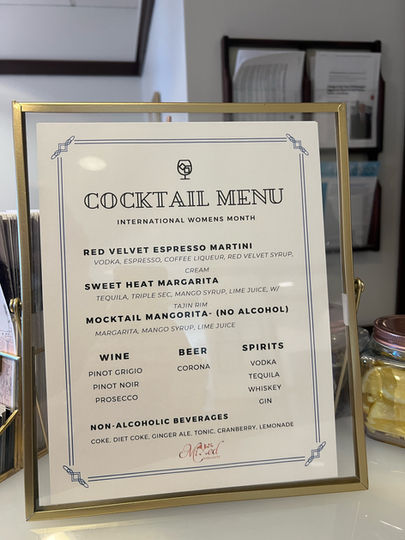 COCKTAIL MENU
INTERNATIONAL WOMENS MONTH
RED VELVET ESPRESSO MARTINI
VODKA, ESPRESSO, COFFEE LIQUEUR, RED VELVET SYRUP,
CREAM
SWEET HEAT MARGARITA
TEQUILA, TRIPLE SEC, MANGO SYRUP, LIME JUICE, W/
TAJIN RIM
MOCKTAIL MANGORITA- (NO ALCOHOL)
MARGARITA, MANGO SYRUP, LIME JUICE
WINE
PINOT GRIGIO
PINOT NOIR
PROSECCO
BEER
CORONA
SPIRITS
VODKA
TEQUILA
WHISKEY
GIN
NON-ALCOHOLIC BEVERAGES
COKE, DIET COKE, GINGER ALE, TONIC, CRANBERRY, LEMONADE